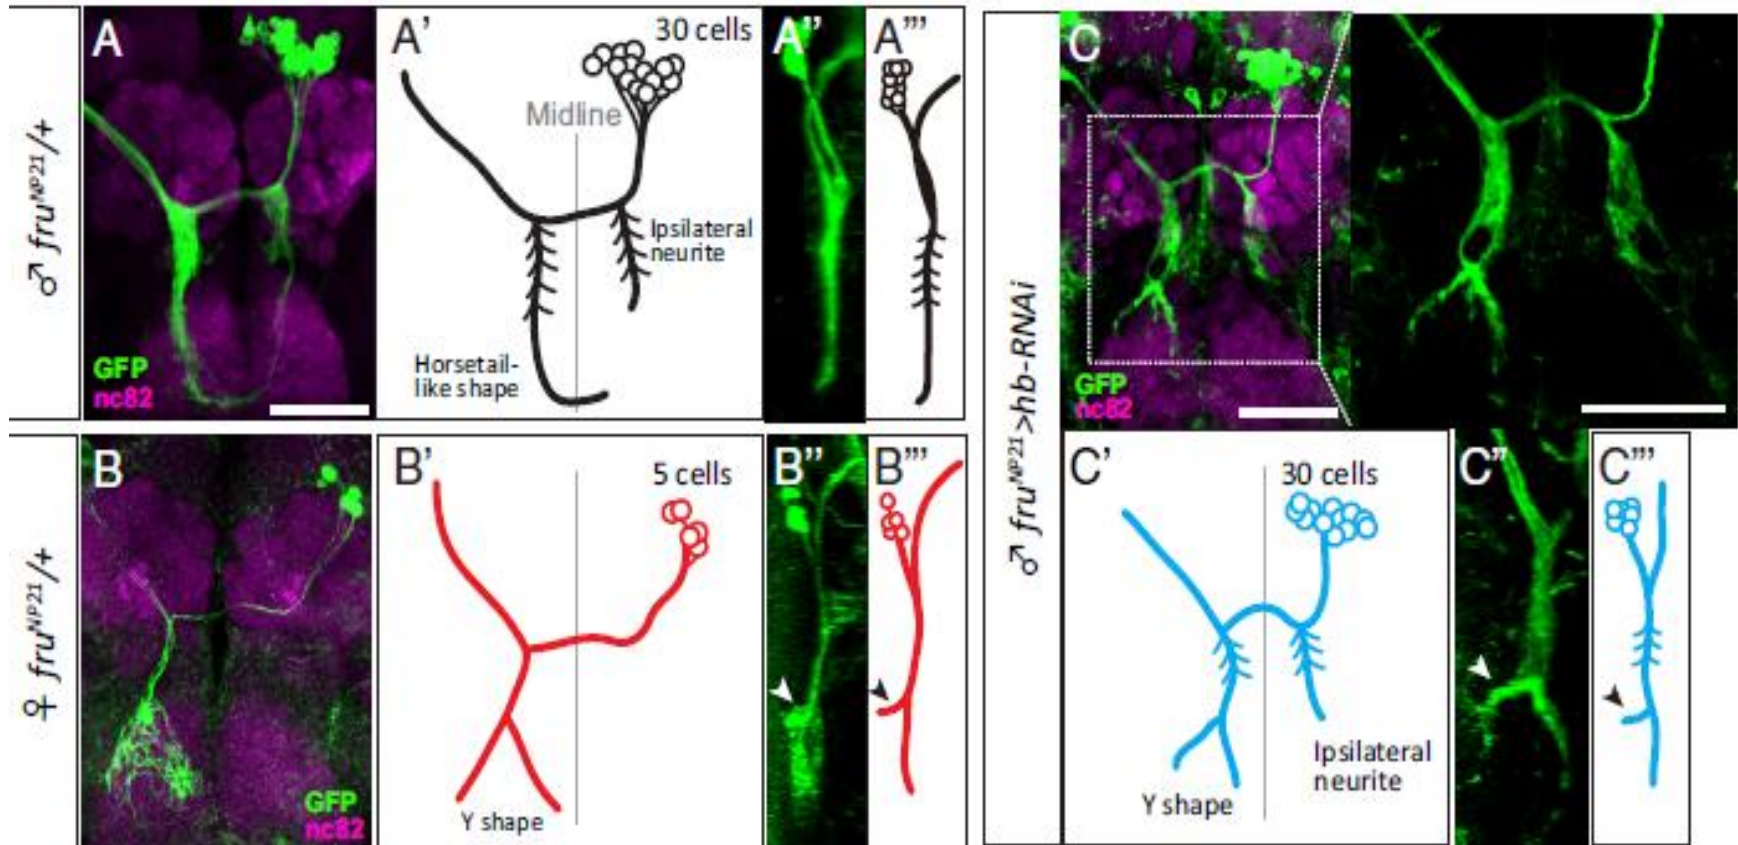 ♂ fruNP21/+
A
GFP
nc82
A'
30 cells
Midline
Ipsilateral
neurite
Horsetail-
like shape
A''
A'''
♀ fruNP21/+
B
GFP
nc82
B'
5 cells
Y shape
B''
B'''
♂ fruNP21>hb-RNAi
C
GFP
nc82
C'
30 cells
Ipsilateral
neurite
Y shape
C''
C'''